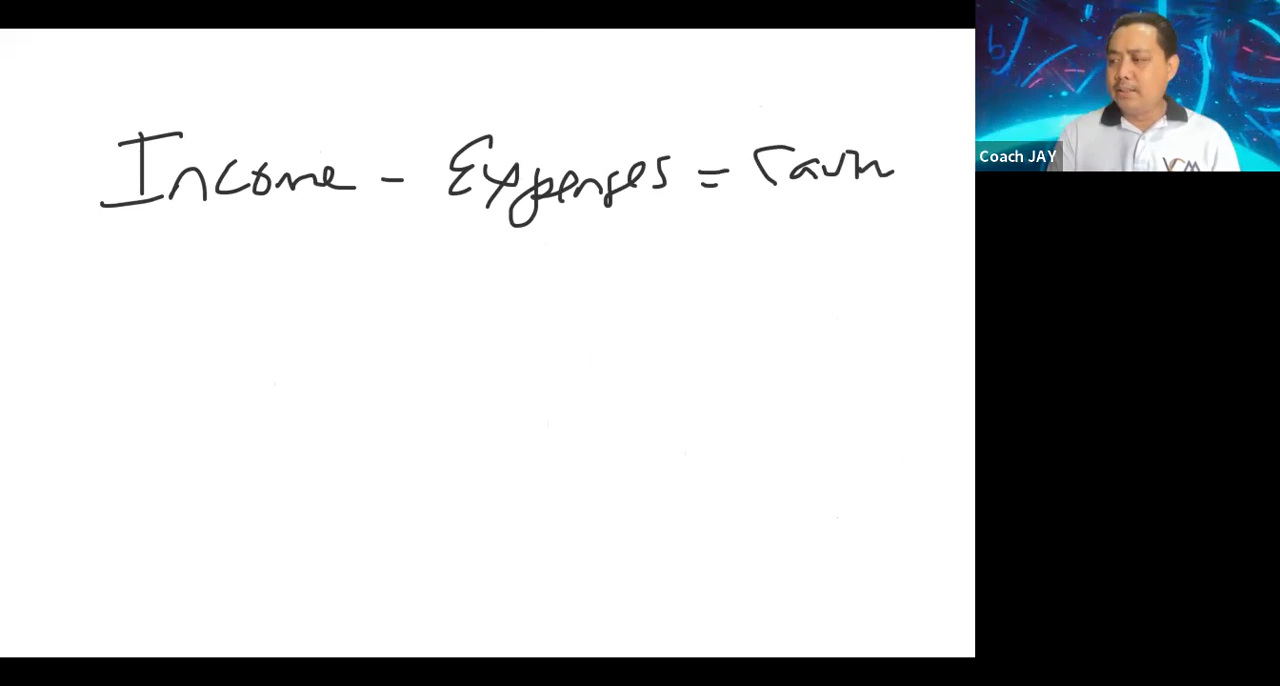 Income - Expenses =
Coach JAY